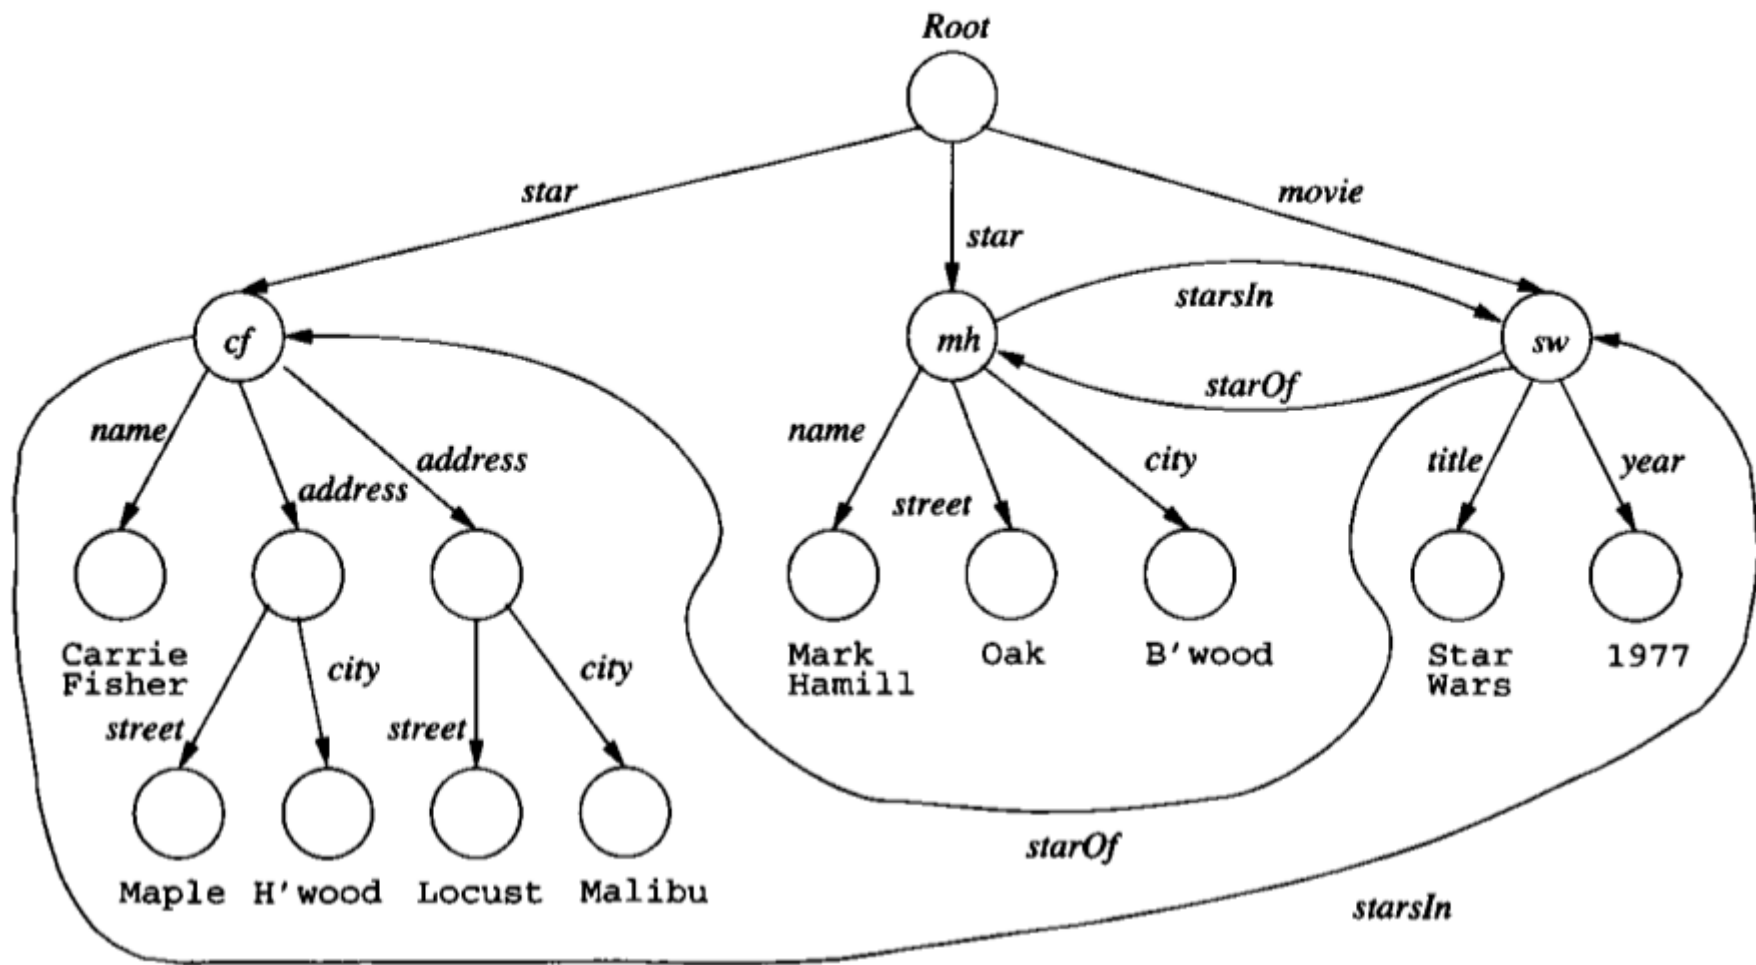 Root
star
movie
star
starsIn
cf
mh
sw
starOf
name
address
address
name
street
city
title
year
Carrie
Fisher
city
city
Mark
Hamill
Oak
B'wood
Star
Wars
1977
street
street
starOf
Maple
H'wood
Locust
Malibu
starsIn